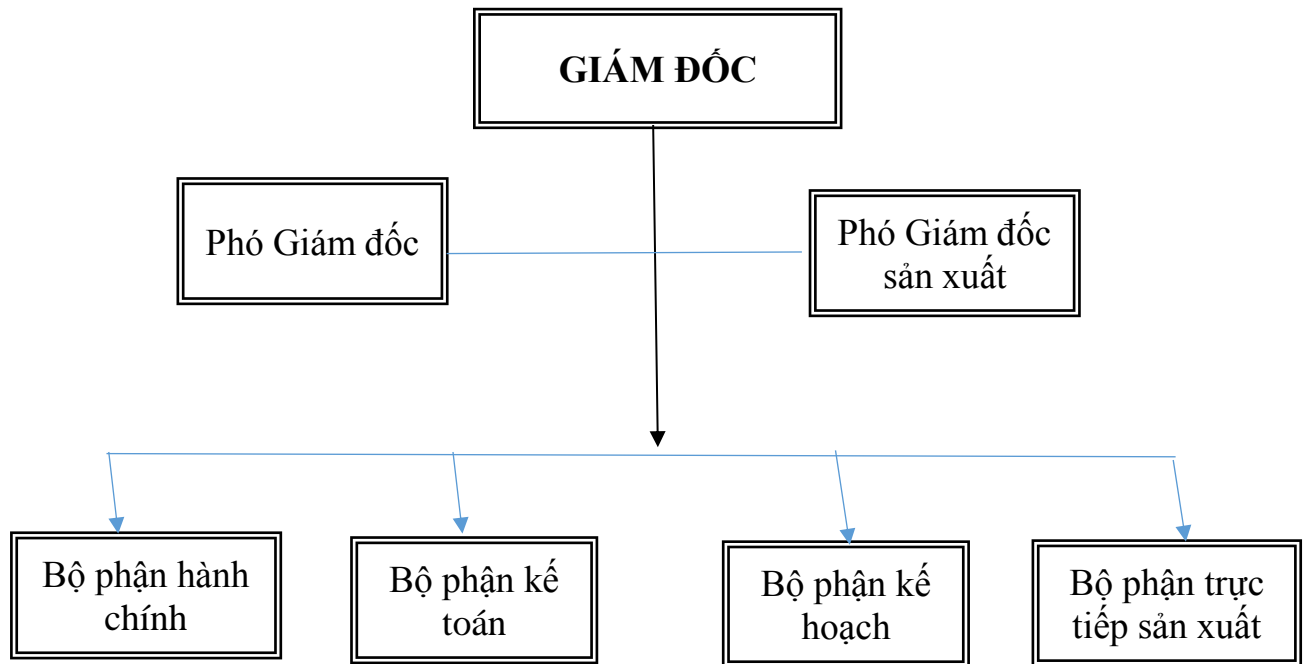 GIÁM ĐỐC
Phó Giám đốc
Phó Giám đốc
sản xuất
Bộ phận hành
chính
Bộ phận kế
toán
Bộ phận kế
hoạch
Bộ phận trực
tiếp sản xuất